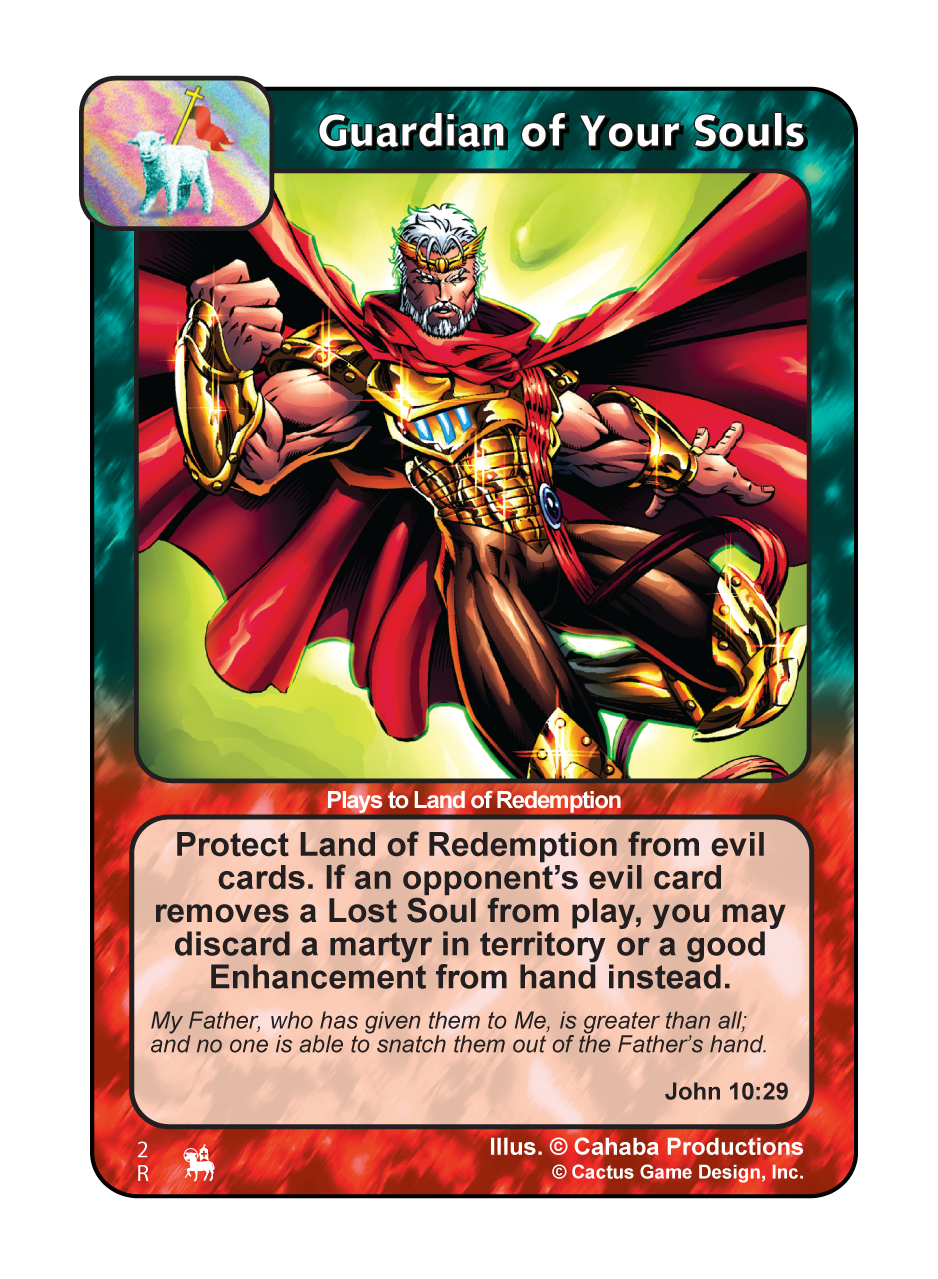 Guardian of Your Souls
Plays to Land of Redemption
Protect Land of Redemption from evil
cards. If an opponent’s evil card
removes a Lost Soul from play, you may
discard a martyr in territory or a good
Enhancement from hand instead.
My Father, who has given them to Me, is greater than all;
and no one is able to snatch them out of the Father’s hand.
John 10:29
2
R
Illus. © Cahaba Productions
© Cactus Game Design, Inc.